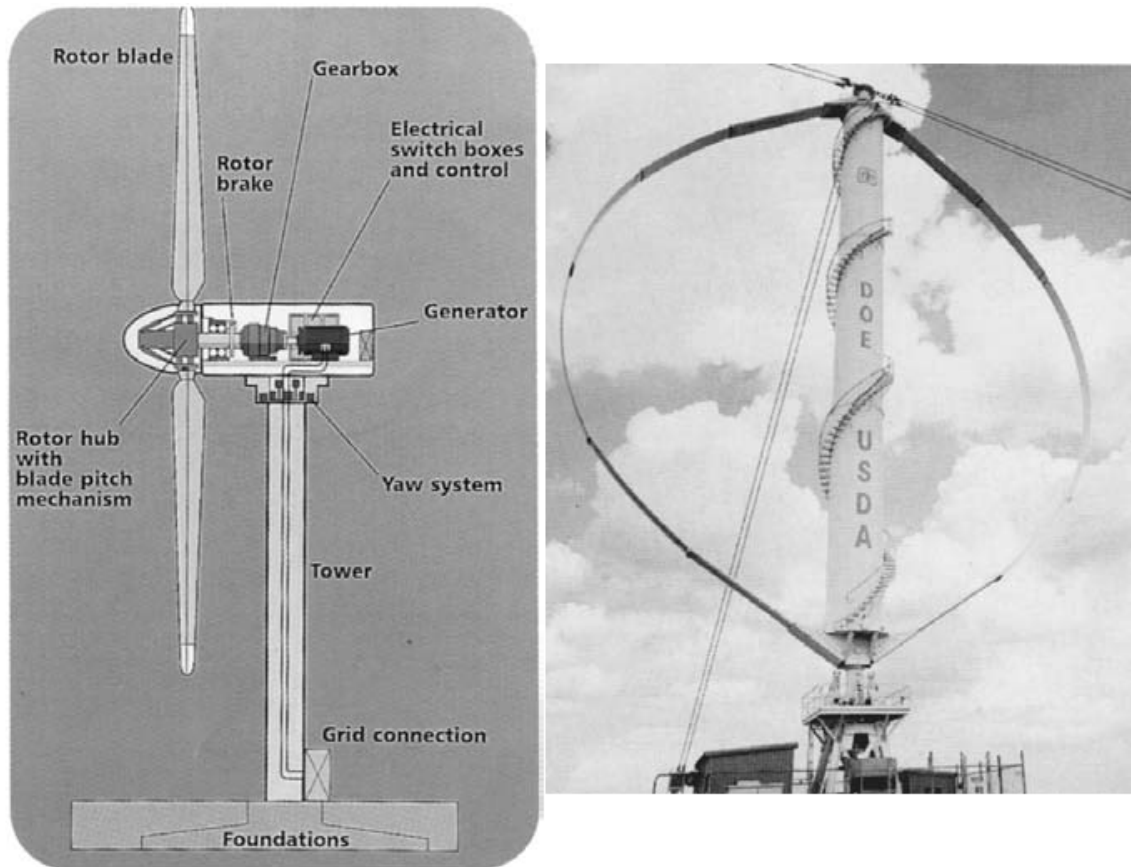 Rotor blade
Gearbox
Electrical
switch boxes
and control
Rotor
brake
Generator
Rotor hub
with
blade pitch
mechanism
Yaw system
Tower
Grid connection
Foundations
DOE
USDA